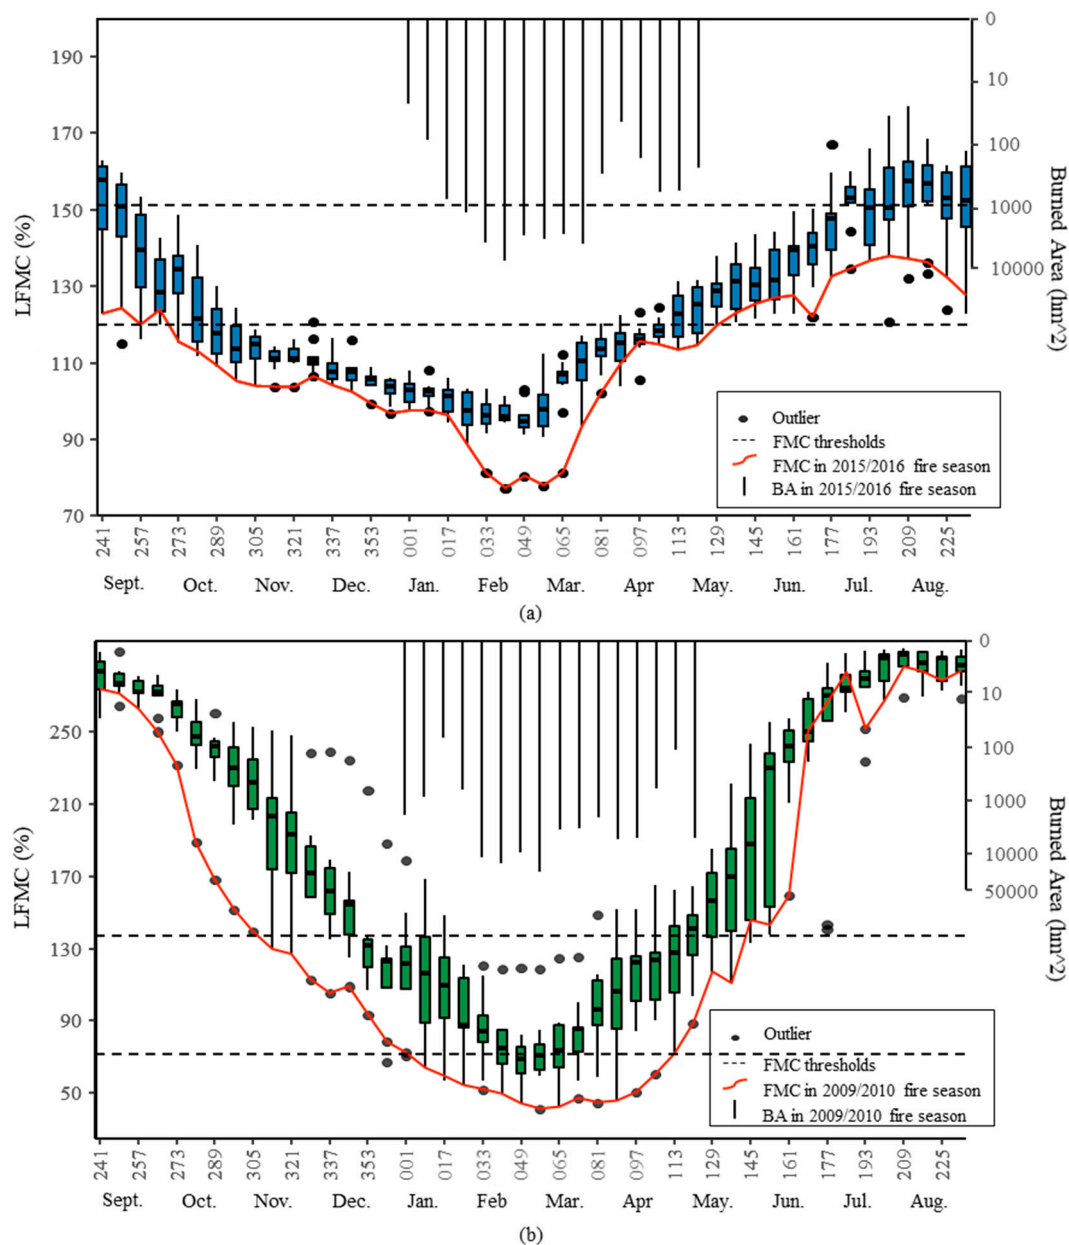 190
170
150
130
110
90
70
LFMC (%)
0
10
100
1000
10000
Burned Area (hm^2)
Outlier
FMC thresholds
FMC in 2015/2016 fire season
BA in 2015/2016 fire season
241 257 273 289 305 321 337 353 001 017 033 049 065 081 097 113 129 145 161 177 193 209 225
Sept. Oct. Nov. Dec. Jan. Feb Mar. Apr May. Jun. Jul. Aug.
(a)
250
210
170
130
90
50
LFMC (%)
0
10
100
1000
10000
50000
Burned Area (hm^2)
Outlier
FMC thresholds
FMC in 2009/2010 fire season
BA in 2009/2010 fire season
241 257 273 289 305 321 337 353 001 017 033 049 065 081 097 113 129 145 161 177 193 209 225
Sept. Oct. Nov. Dec. Jan. Feb Mar. Apr May. Jun. Jul. Aug.
(b)